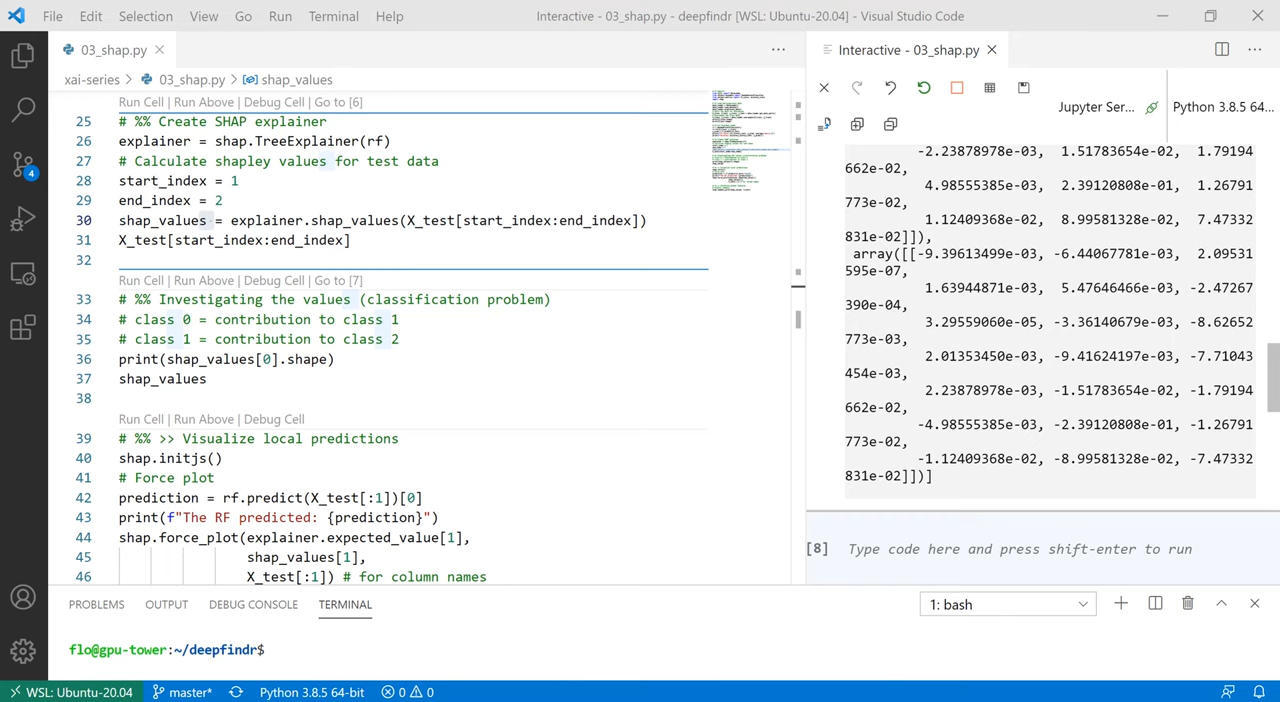 File Edit Selection View Go Run Terminal Help Interactive - 03_shap.py - deepfindr [WSL: Ubuntu-20.04] - Visual Studio Code
03_shap.py
xai-series > 03_shap.py > shap_values
Run Cell | Run Above | Debug Cell | Go to [6]
25 # %% Create SHAP explainer
26 explainer = shap.TreeExplainer(rf)
27 # Calculate shapley values for test data
28 start_index = 1
29 end_index = 2
30 shap_values = explainer.shap_values(X_test[start_index:end_index])
31 X_test[start_index:end_index]
32
Run Cell | Run Above | Debug Cell | Go to [7]
33 # %% Investigating the values (classification problem)
34 # class 0 = contribution to class 1
35 # class 1 = contribution to class 2
36 print(shap_values[0].shape)
37 shap_values
38
Run Cell | Run Above | Debug Cell
39 # %% >> Visualize local predictions
40 shap.initjs()
41 # Force plot
42 prediction = rf.predict(X_test[:1])[0]
43 print(f"The RF predicted: {prediction}")
44 shap.force_plot(explainer.expected_value[1],
45 shap_values[1],
46 X_test[:1]) # for column names
Interactive - 03_shap.py
Jupyter Ser... Python 3.8.5 64...
662e-02,
4.98555385e-03, 2.39120808e-01, 1.26791
773e-02,
1.12409368e-02, 8.99581328e-02, 7.47332
831e-02]]),
array([[-9.39613499e-03, -6.44067781e-03, 2.09531
595e-07,
1.63944871e-03, 5.47646466e-03, -2.47267
390e-04,
3.29559060e-05, -3.36140679e-03, -8.62652
773e-03,
2.01353450e-03, -9.41624197e-03, -7.71043
454e-03,
2.23878978e-03, -1.51783654e-02, -1.79194
662e-02,
-4.98555385e-03, -2.39120808e-01, -1.26791
773e-02,
-1.12409368e-02, -8.99581328e-02, -7.47332
831e-02]])]
[8] Type code here and press shift-enter to run
PROBLEMS OUTPUT DEBUG CONSOLE TERMINAL 1: bash
flo@gpu-tower:~/deepfindr$
4
WSL: Ubuntu-20.04 master* Python 3.8.5 64-bit 0 0